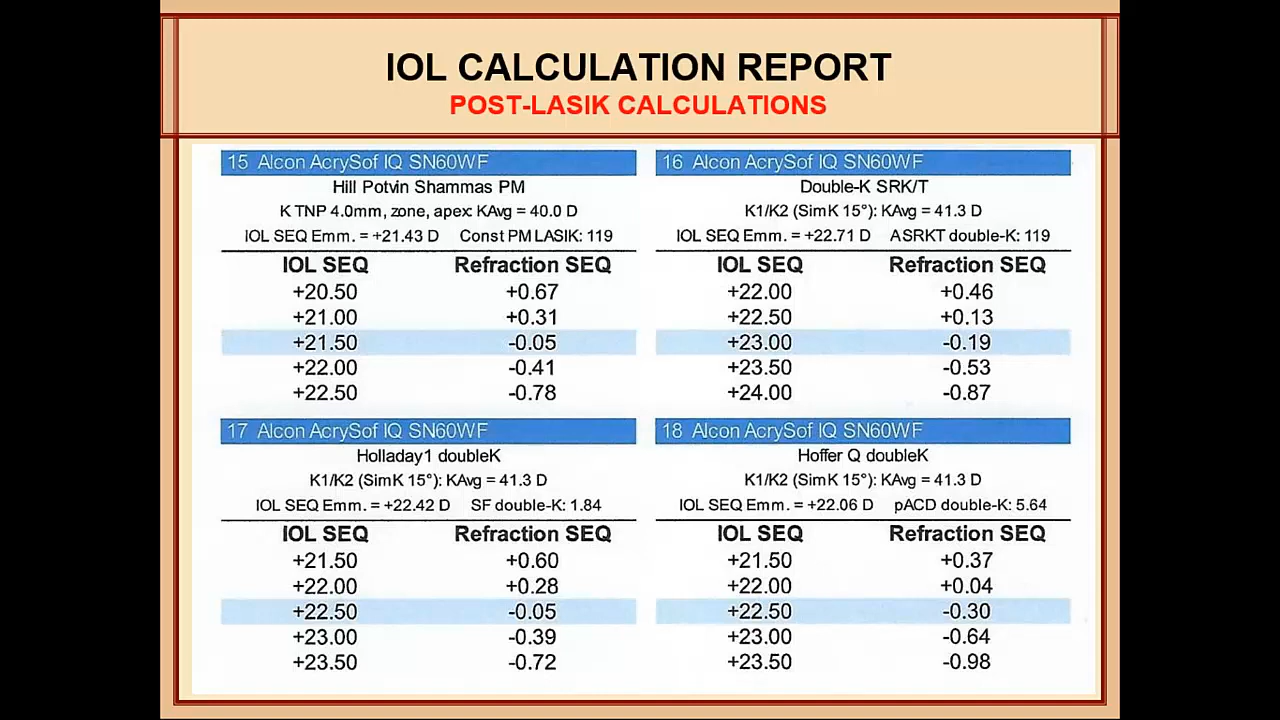 IOL CALCULATION REPORT
POST-LASIK CALCULATIONS
15 Alcon AcrySof IQ SN60WF
Hill Potvin Shammas PM
K TNP 4.0mm, zone, apex: KAvg = 40.0 D
IOL SEQ Emm. = +21.43 D Const PM LASIK: 119
IOL SEQ Refraction SEQ
+20.50 +0.67
+21.00 +0.31
+21.50 -0.05
+22.00 -0.41
+22.50 -0.78
16 Alcon AcrySof IQ SN60WF
Double-K SRK/T
K1/K2 (SimK 15°): KAvg = 41.3 D
IOL SEQ Emm. = +22.71 D ASRKT double-K: 119
IOL SEQ Refraction SEQ
+22.00 +0.46
+22.50 +0.13
+23.00 -0.19
+23.50 -0.53
+24.00 -0.87
17 Alcon AcrySof IQ SN60WF
Holladay1 doubleK
K1/K2 (SimK 15°): KAvg = 41.3 D
IOL SEQ Emm. = +22.42 D SF double-K: 1.84
IOL SEQ Refraction SEQ
+21.50 +0.60
+22.00 +0.28
+22.50 -0.05
+23.00 -0.39
+23.50 -0.72
18 Alcon AcrySof IQ SN60WF
Hoffer Q doubleK
K1/K2 (SimK 15°): KAvg = 41.3 D
IOL SEQ Emm. = +22.06 D pACD double-K: 5.64
IOL SEQ Refraction SEQ
+21.50 +0.37
+22.00 +0.04
+22.50 -0.30
+23.00 -0.64
+23.50 -0.98